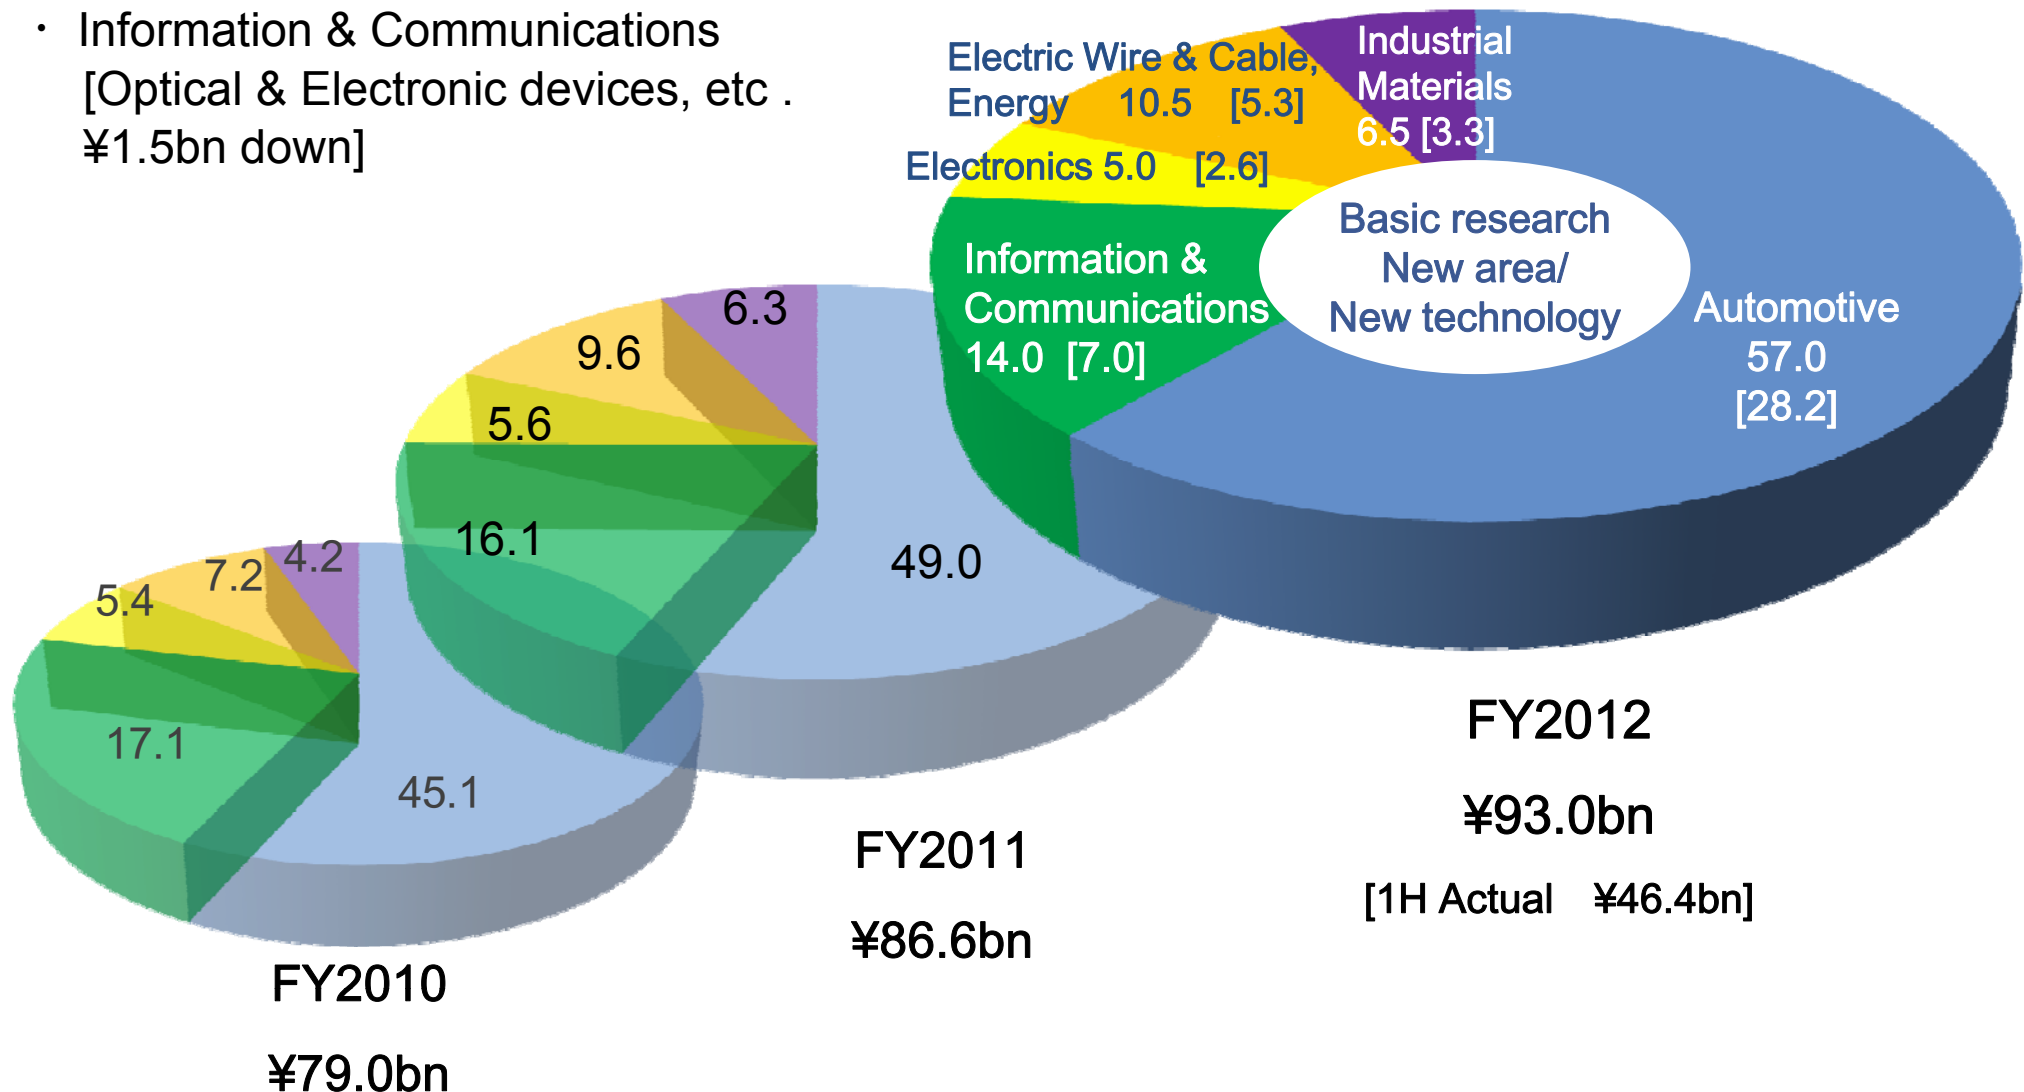 ・ Information & Communications
[Optical & Electronic devices, etc .
¥1.5bn down]
Electric Wire & Cable,
Energy 10.5 [5.3]
Industrial
Materials
6.5 [3.3]
Electronics 5.0 [2.6]
Information &
Communications
14.0 [7.0]
Basic research
New area/
New technology
Automotive
57.0
[28.2]
6.3
9.6
5.6
16.1
49.0
4.2
7.2
5.4
17.1
45.1
FY2012
¥93.0bn
[1H Actual ¥46.4bn]
FY2011
¥86.6bn
FY2010
¥79.0bn